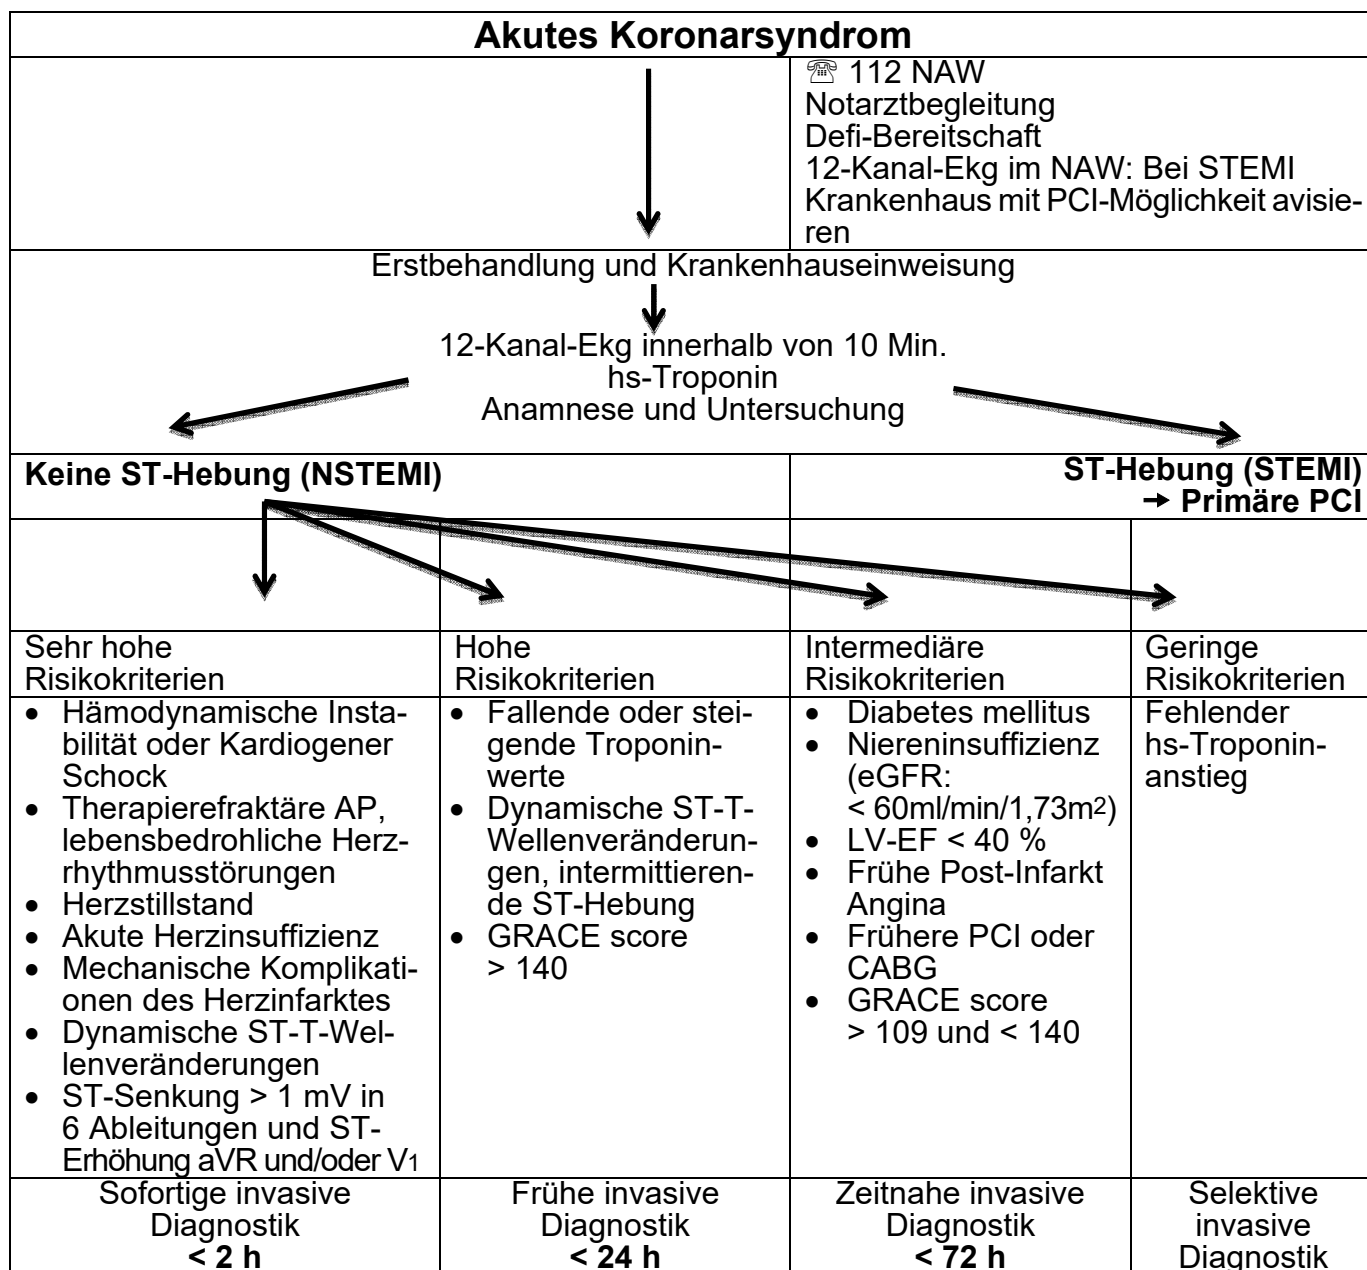 Akutes Koronarsyndrom
☏ 112 NAW
Notarztbegleitung
Defi-Bereitschaft
12-Kanal-Ekg im NAW: Bei STEMI
Krankenhaus mit PCI-Möglichkeit avisie-
ren
Erstbehandlung und Krankenhauseinweisung
12-Kanal-Ekg innerhalb von 10 Min.
hs-Troponin
Anamnese und Untersuchung
Keine ST-Hebung (NSTEMI)
ST-Hebung (STEMI)
→ Primäre PCI
Sehr hohe
Risikokriterien
Hohe
Risikokriterien
Intermediäre
Risikokriterien
Geringe
Risikokriterien
• Hämodynamische Insta-
bilität oder Kardiogener
Schock
• Therapierefraktäre AP,
lebensbedrohliche Herz-
rhythmusstörungen
• Herzstillstand
• Akute Herzinsuffizienz
• Mechanische Komplikati-
onen des Herzinfarktes
• Dynamische ST-T-Wel-
lenveränderungen
• ST-Senkung > 1 mV in
6 Ableitungen und ST-
Erhöhung aVR und/oder V1
• Fallende oder stei-
gende Troponin-
werte
• Dynamische ST-T-
Wellenveränderun-
gen, intermittieren-
de ST-Hebung
• GRACE score
> 140
• Diabetes mellitus
• Niereninsuffizienz
(eGFR:
< 60ml/min/1,73m2)
• LV-EF < 40 %
• Frühe Post-Infarkt
Angina
• Frühere PCI oder
CABG
• GRACE score
> 109 und < 140
Fehlender
hs-Troponin-
anstieg
Sofortige invasive
Diagnostik
< 2 h
Frühe invasive
Diagnostik
< 24 h
Zeitnahe invasive
Diagnostik
< 72 h
Selektive
invasive
Diagnostik